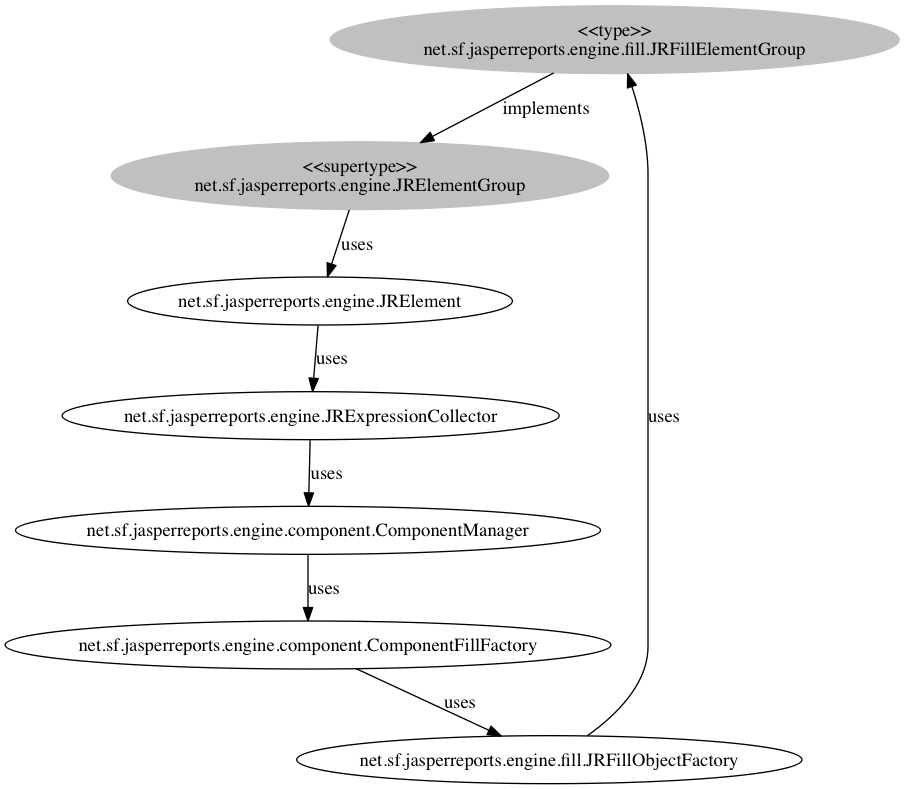 <<type>>
net.sf.jasperreports.engine.fill.JRFillElementGroup
implements
<<supertype>>
net.sf.jasperreports.engine.JRElementGroup
uses
net.sf.jasperreports.engine.JRElement
uses
net.sf.jasperreports.engine.JRExpressionCollector
uses
uses
net.sf.jasperreports.engine.component.ComponentManager
uses
net.sf.jasperreports.engine.component.ComponentFillFactory
uses
net.sf.jasperreports.engine.fill.JRFillObjectFactory